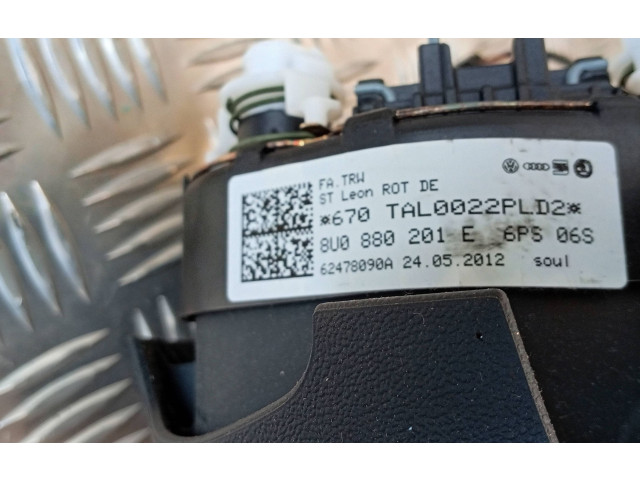 FA.TRW
ST Leon ROT DE
*670 TAL0022PLD2*
8U0 880 201 E 6PS 06S
62478090A 24.05.2012 soul